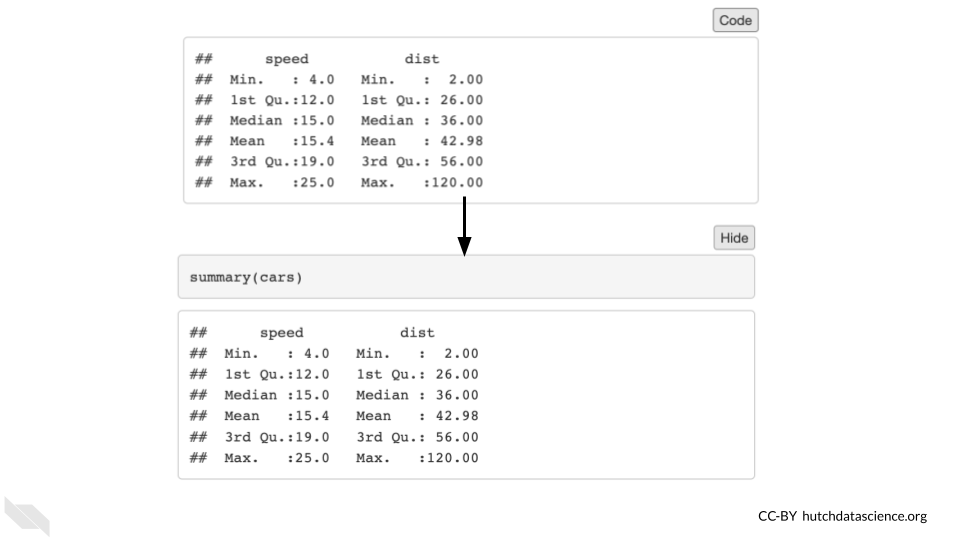 Code
##      speed           dist
## Min.   : 4.0   Min.   :  2.00
## 1st Qu.:12.0   1st Qu.: 26.00
## Median :15.0   Median : 36.00
## Mean   :15.4   Mean   : 42.98
## 3rd Qu.:19.0   3rd Qu.: 56.00
## Max.   :25.0   Max.   :120.00
Hide
summary(cars)
##      speed           dist
## Min.   : 4.0   Min.   :  2.00
## 1st Qu.:12.0   1st Qu.: 26.00
## Median :15.0   Median : 36.00
## Mean   :15.4   Mean   : 42.98
## 3rd Qu.:19.0   3rd Qu.: 56.00
## Max.   :25.0   Max.   :120.00
CC-BY hutchdatascience.org